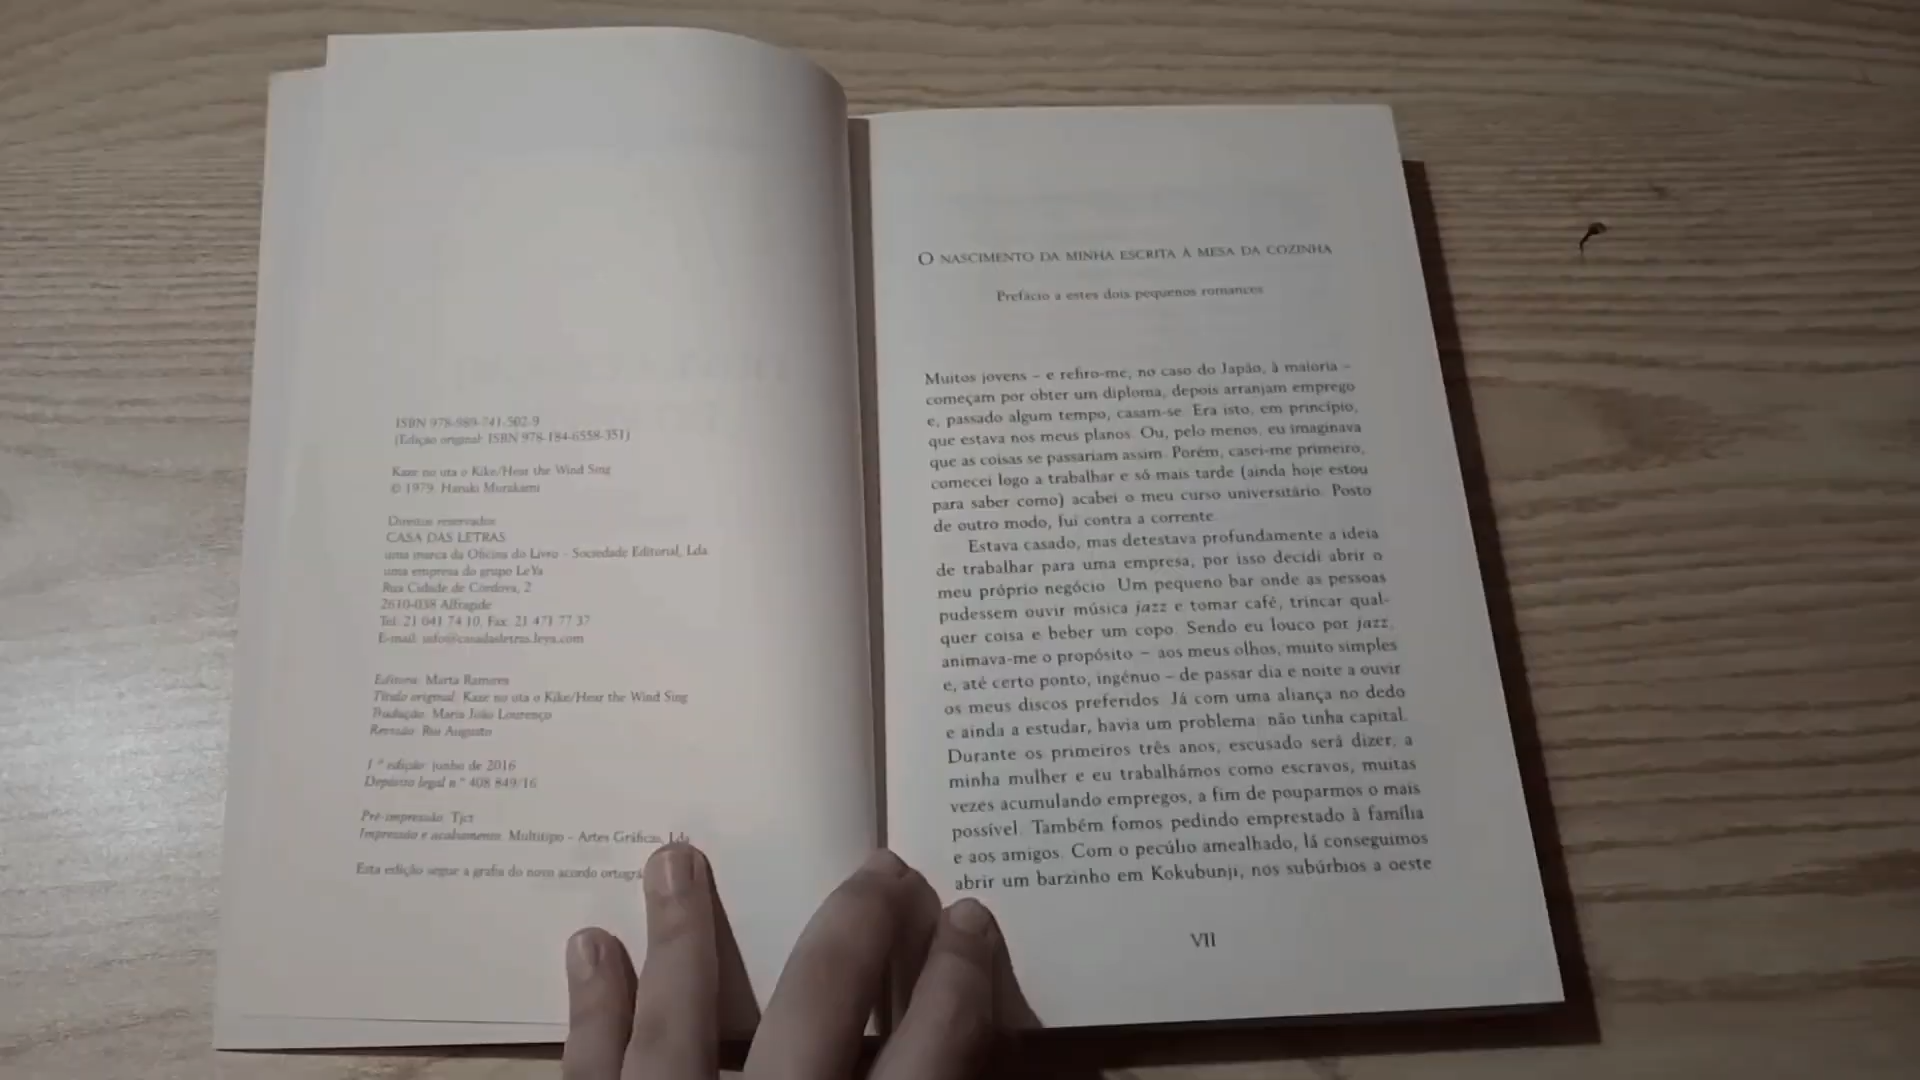 ISBN 978-989-741-502-9
(Edição original: ISBN 978-184-6558-351)
Kaze no uta o Kike/Hear the Wind Sing
© 1979, Haruki Murakami
Direitos reservados
CASA DAS LETRAS
uma marca da Oficina do Livro – Sociedade Editorial, Lda
uma empresa do grupo LeYa
Rua Cidade de Córdova, 2
2610-038 Alfragide
Tel. 21 041 74 10, Fax: 21 471 77 37
E-mail: info@casadasletras.leya.com
Editora: Marta Ramires
Título original: Kaze no uta o Kike/Hear the Wind Sing
Tradução: Maria João Lourenço
Revisão: Rui Augusto
1.ª edição: junho de 2016
Depósito legal n.º 408 849/16
Pré-impressão: Tjct
Impressão e acabamento: Multitipo – Artes Gráficas, Lda
Esta edição segue a grafia do novo acordo ortográ
O NASCIMENTO DA MINHA ESCRITA À MESA DA COZINHA
Prefácio a estes dois pequenos romances
Muitos jovens – e refiro-me, no caso do Japão, à maioria –
começam por obter um diploma, depois arranjam emprego
e, passado algum tempo, casam-se. Era isto, em princípio,
que estava nos meus planos. Ou, pelo menos, eu imaginava
que as coisas se passariam assim. Porém, casei-me primeiro,
comecei logo a trabalhar e só mais tarde (ainda hoje estou
para saber como) acabei o meu curso universitário. Posto
de outro modo, fui contra a corrente.
Estava casado, mas detestava profundamente a ideia
de trabalhar para uma empresa, por isso decidi abrir o
meu próprio negócio. Um pequeno bar onde as pessoas
pudessem ouvir música jazz e tomar café, trincar qual-
quer coisa e beber um copo. Sendo eu louco por jazz,
animava-me o propósito – aos meus olhos, muito simples
e, até certo ponto, ingénuo – de passar dia e noite a ouvir
os meus discos preferidos. Já com uma aliança no dedo
e ainda a estudar, havia um problema: não tinha capital.
Durante os primeiros três anos, escusado será dizer, a
minha mulher e eu trabalhámos como escravos, muitas
vezes acumulando empregos, a fim de pouparmos o mais
possível. Também fomos pedindo emprestado à família
e aos amigos. Com o pecúlio amealhado, lá conseguimos
abrir um barzinho em Kokubunji, nos subúrbios a oeste
VII